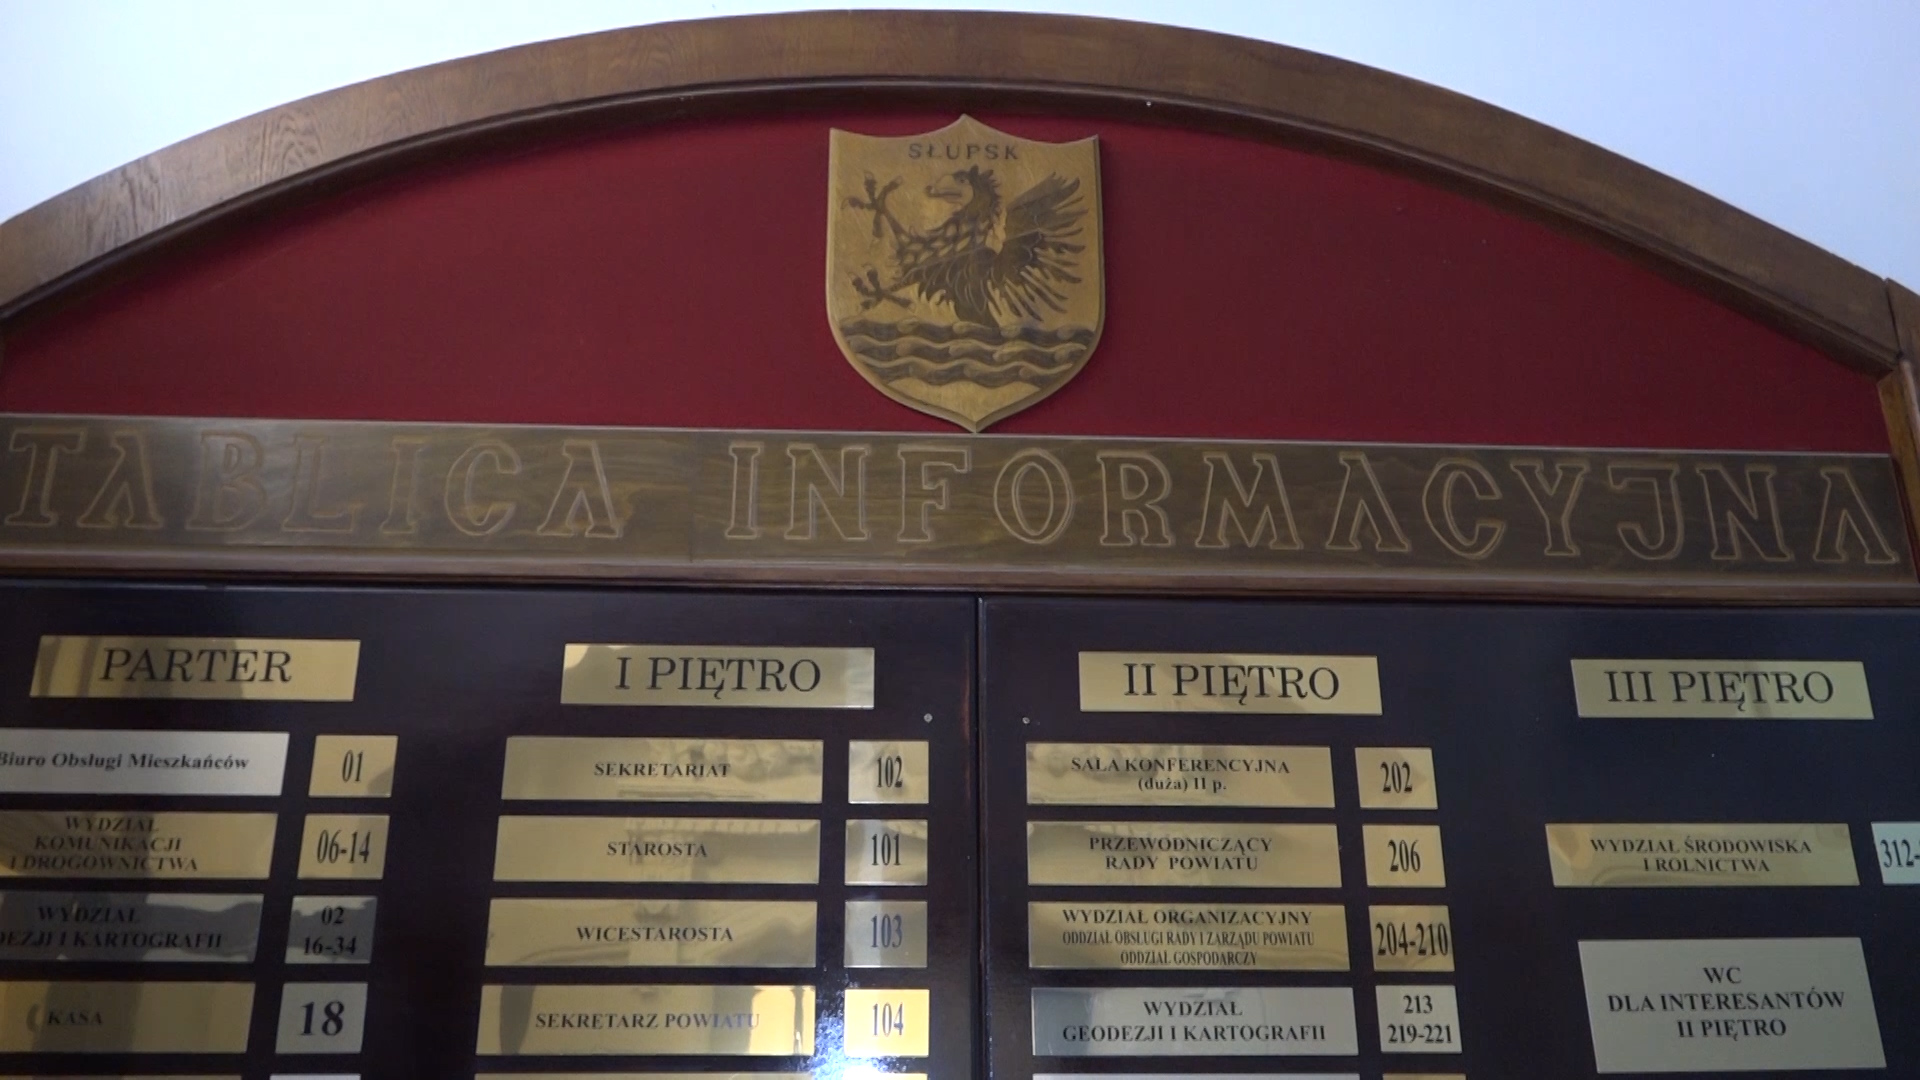 SŁUPSK
TABLICA INFORMACYJNA
PARTER
Biuro Obsługi Mieszkańców 01
WYDZIAŁ
KOMUNIKACJI
I DROGOWNICTWA
06-14
WYDZIAŁ
I KARTOGRAFII
02
16-34
KASA 18
I PIĘTRO
SEKRETARIAT 102
STAROSTA 101
WICESTAROSTA 103
SEKRETARZ POWIATU 104
II PIĘTRO
SALA KONFERENCYJNA
(duża) II p.
202
PRZEWODNICZĄCY
RADY POWIATU
206
WYDZIAŁ ORGANIZACYJNY
ODDZIAŁ OBSŁUGI RADY I ZARZĄDU POWIATU
ODDZIAŁ GOSPODARCZY
204-210
WYDZIAŁ
GEODEZJI I KARTOGRAFII
213
219-221
III PIĘTRO
WYDZIAŁ ŚRODOWISKA
I ROLNICTWA
312-
WC
DLA INTERESANTÓW
II PIĘTRO